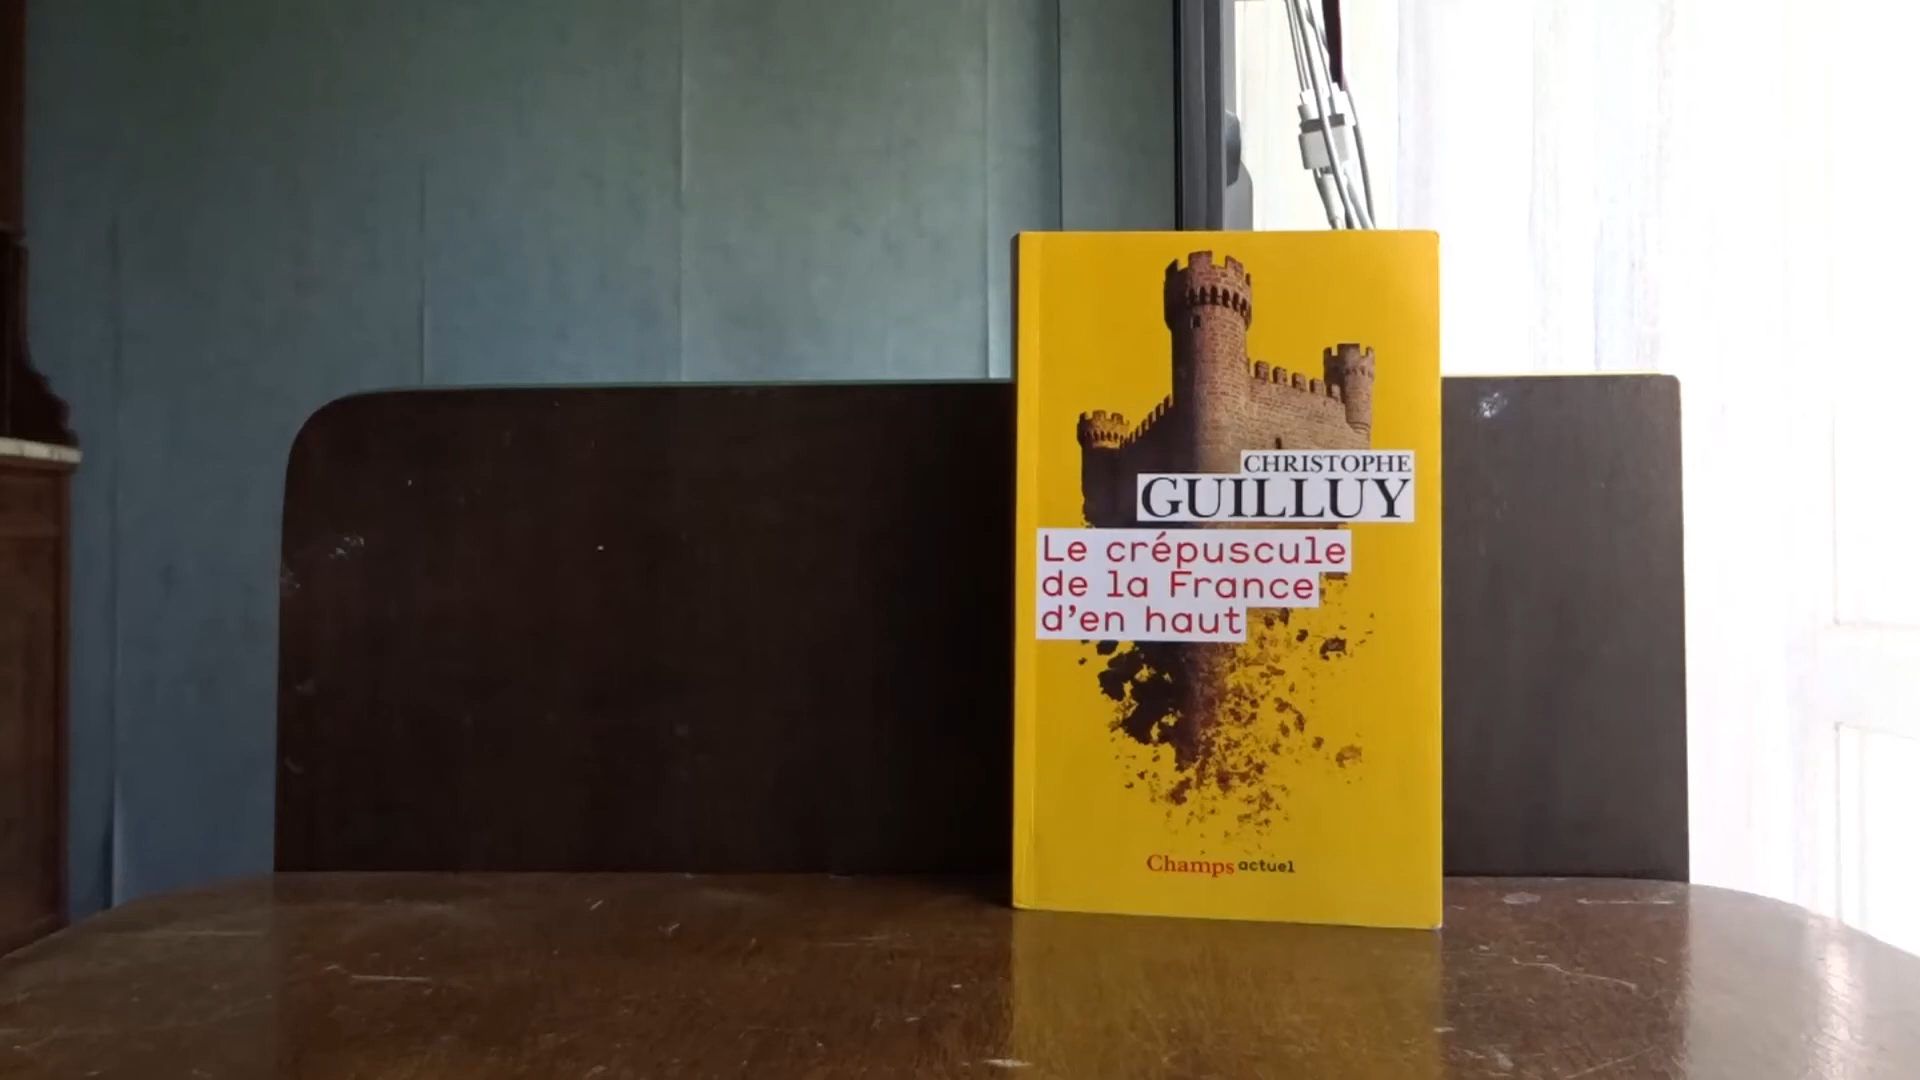 CHRISTOPHE
GUILLUY
Le crépuscule
de la France
d'en haut
Champs actuel